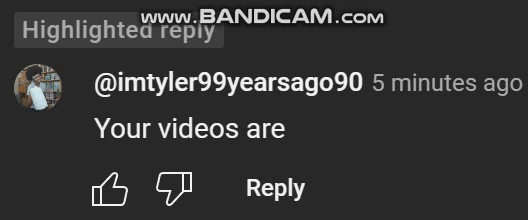 www.BANDICAM.com
Highlighted reply
@imtyler99yearsago90 5 minutes ago
Your videos are
Reply